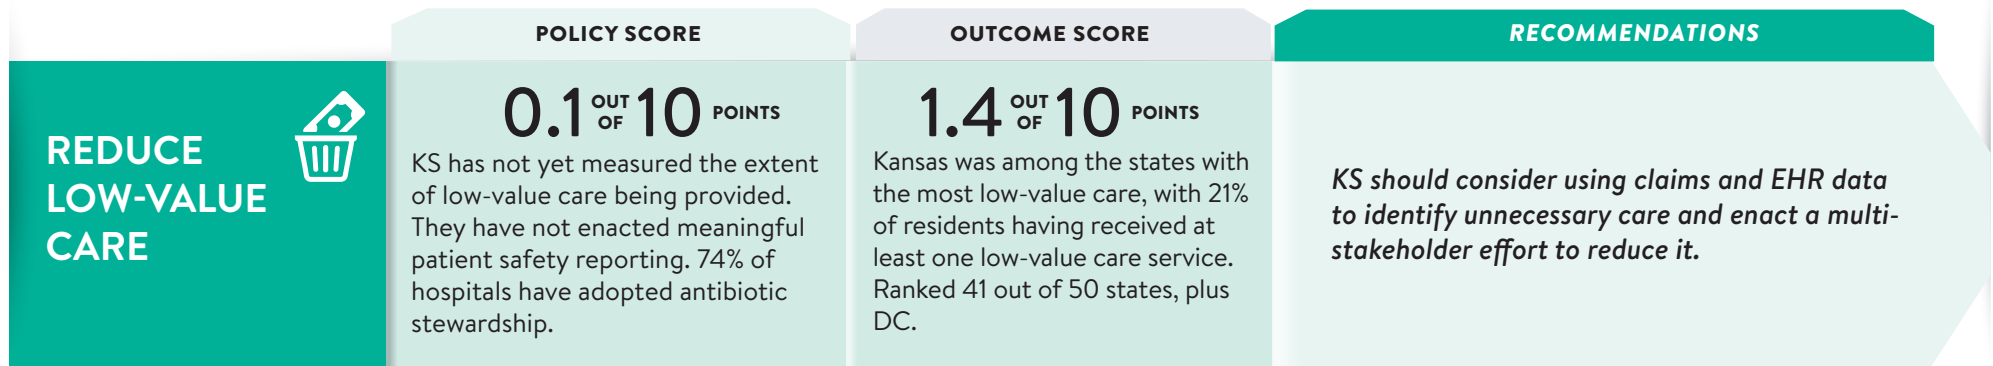 POLICY SCORE
OUTCOME SCORE
RECOMMENDATIONS
REDUCE
LOW-VALUE
CARE
0.1 OUT OF 10 POINTS
KS has not yet measured the extent
of low-value care being provided.
They have not enacted meaningful
patient safety reporting. 74% of
hospitals have adopted antibiotic
stewardship.
1.4 OUT OF 10 POINTS
Kansas was among the states with
the most low-value care, with 21%
of residents having received at
least one low-value care service.
Ranked 41 out of 50 states, plus
DC.
KS should consider using claims and EHR data
to identify unnecessary care and enact a multi-
stakeholder effort to reduce it.